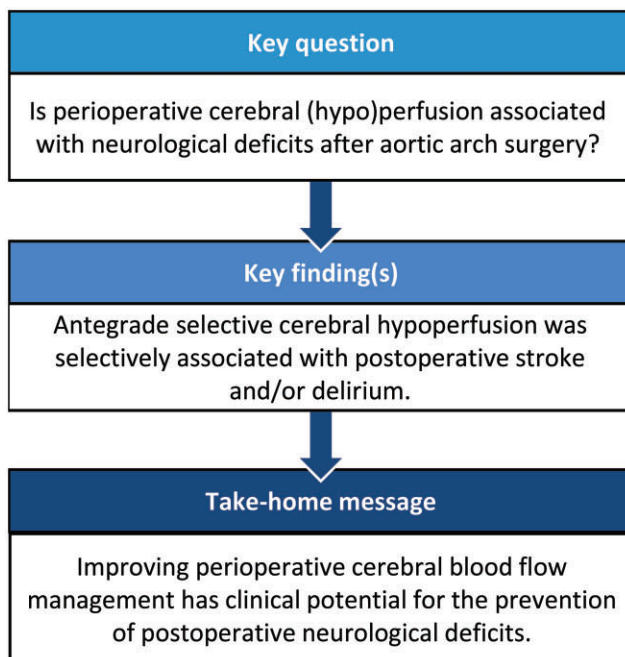 Key question
Is perioperative cerebral (hypo)perfusion associated
with neurological deficits after aortic arch surgery?
Key finding(s)
Antegrade selective cerebral hypoperfusion was
selectively associated with postoperative stroke
and/or delirium.
Take-home message
Improving perioperative cerebral blood flow
management has clinical potential for the prevention
of postoperative neurological deficits.